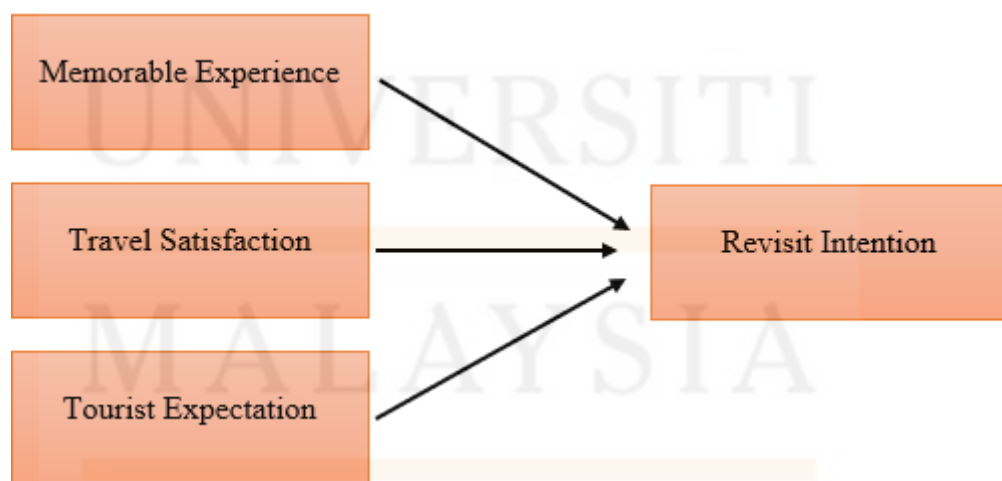 Memorable Experience
UNIVERSITI
Travel Satisfaction
Revisit Intention
MALAYSIA
Tourist Expectation